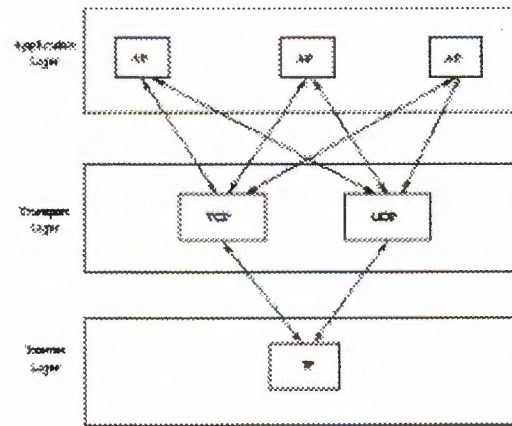 Application
Layer
AP
AP
AP
Transport
Layer
TCP
UDP
Internet
Layer
IP